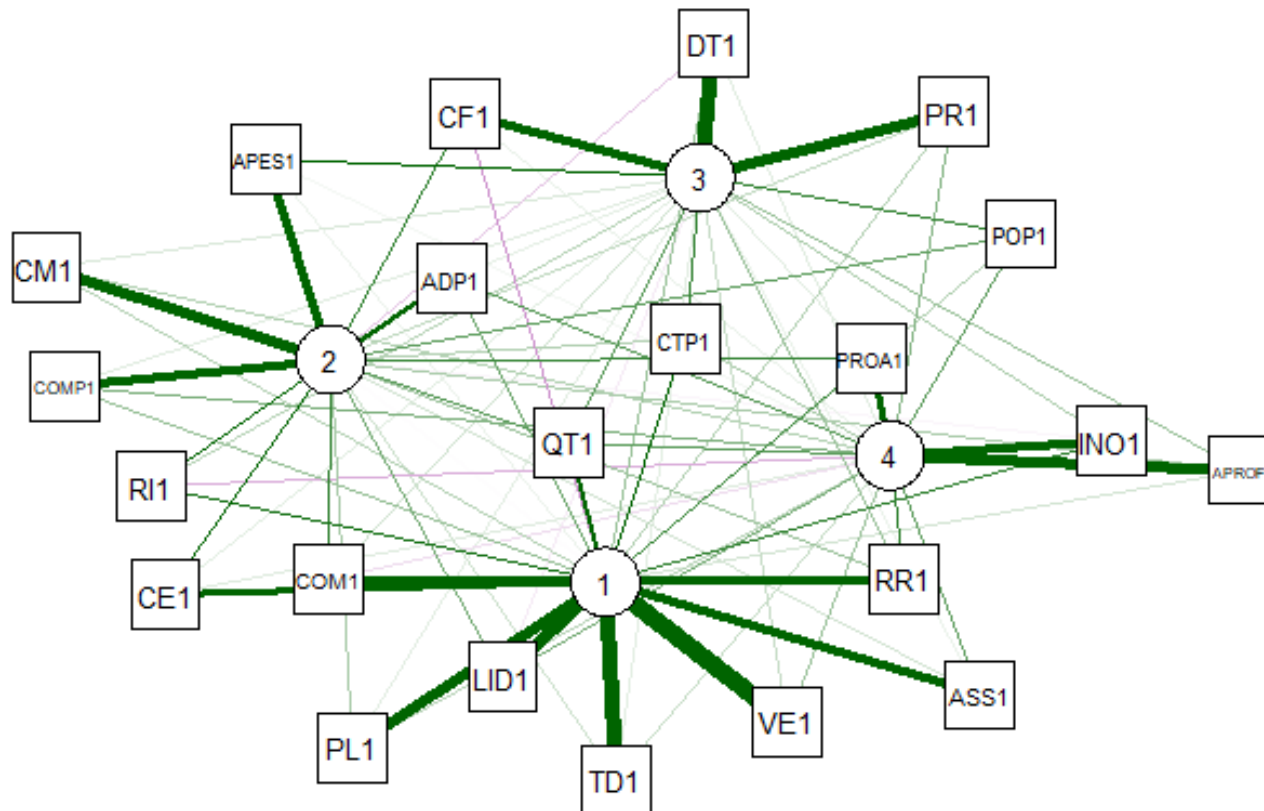 DT1
CF1
PR1
APES1
3
POP1
CM1
ADP1
CTP1
2
PROA1
COMP1
QT1
INO1
4
APROF
RI1
COM1
1
RR1
CE1
LID1
ASS1
PL1
VE1
TD1